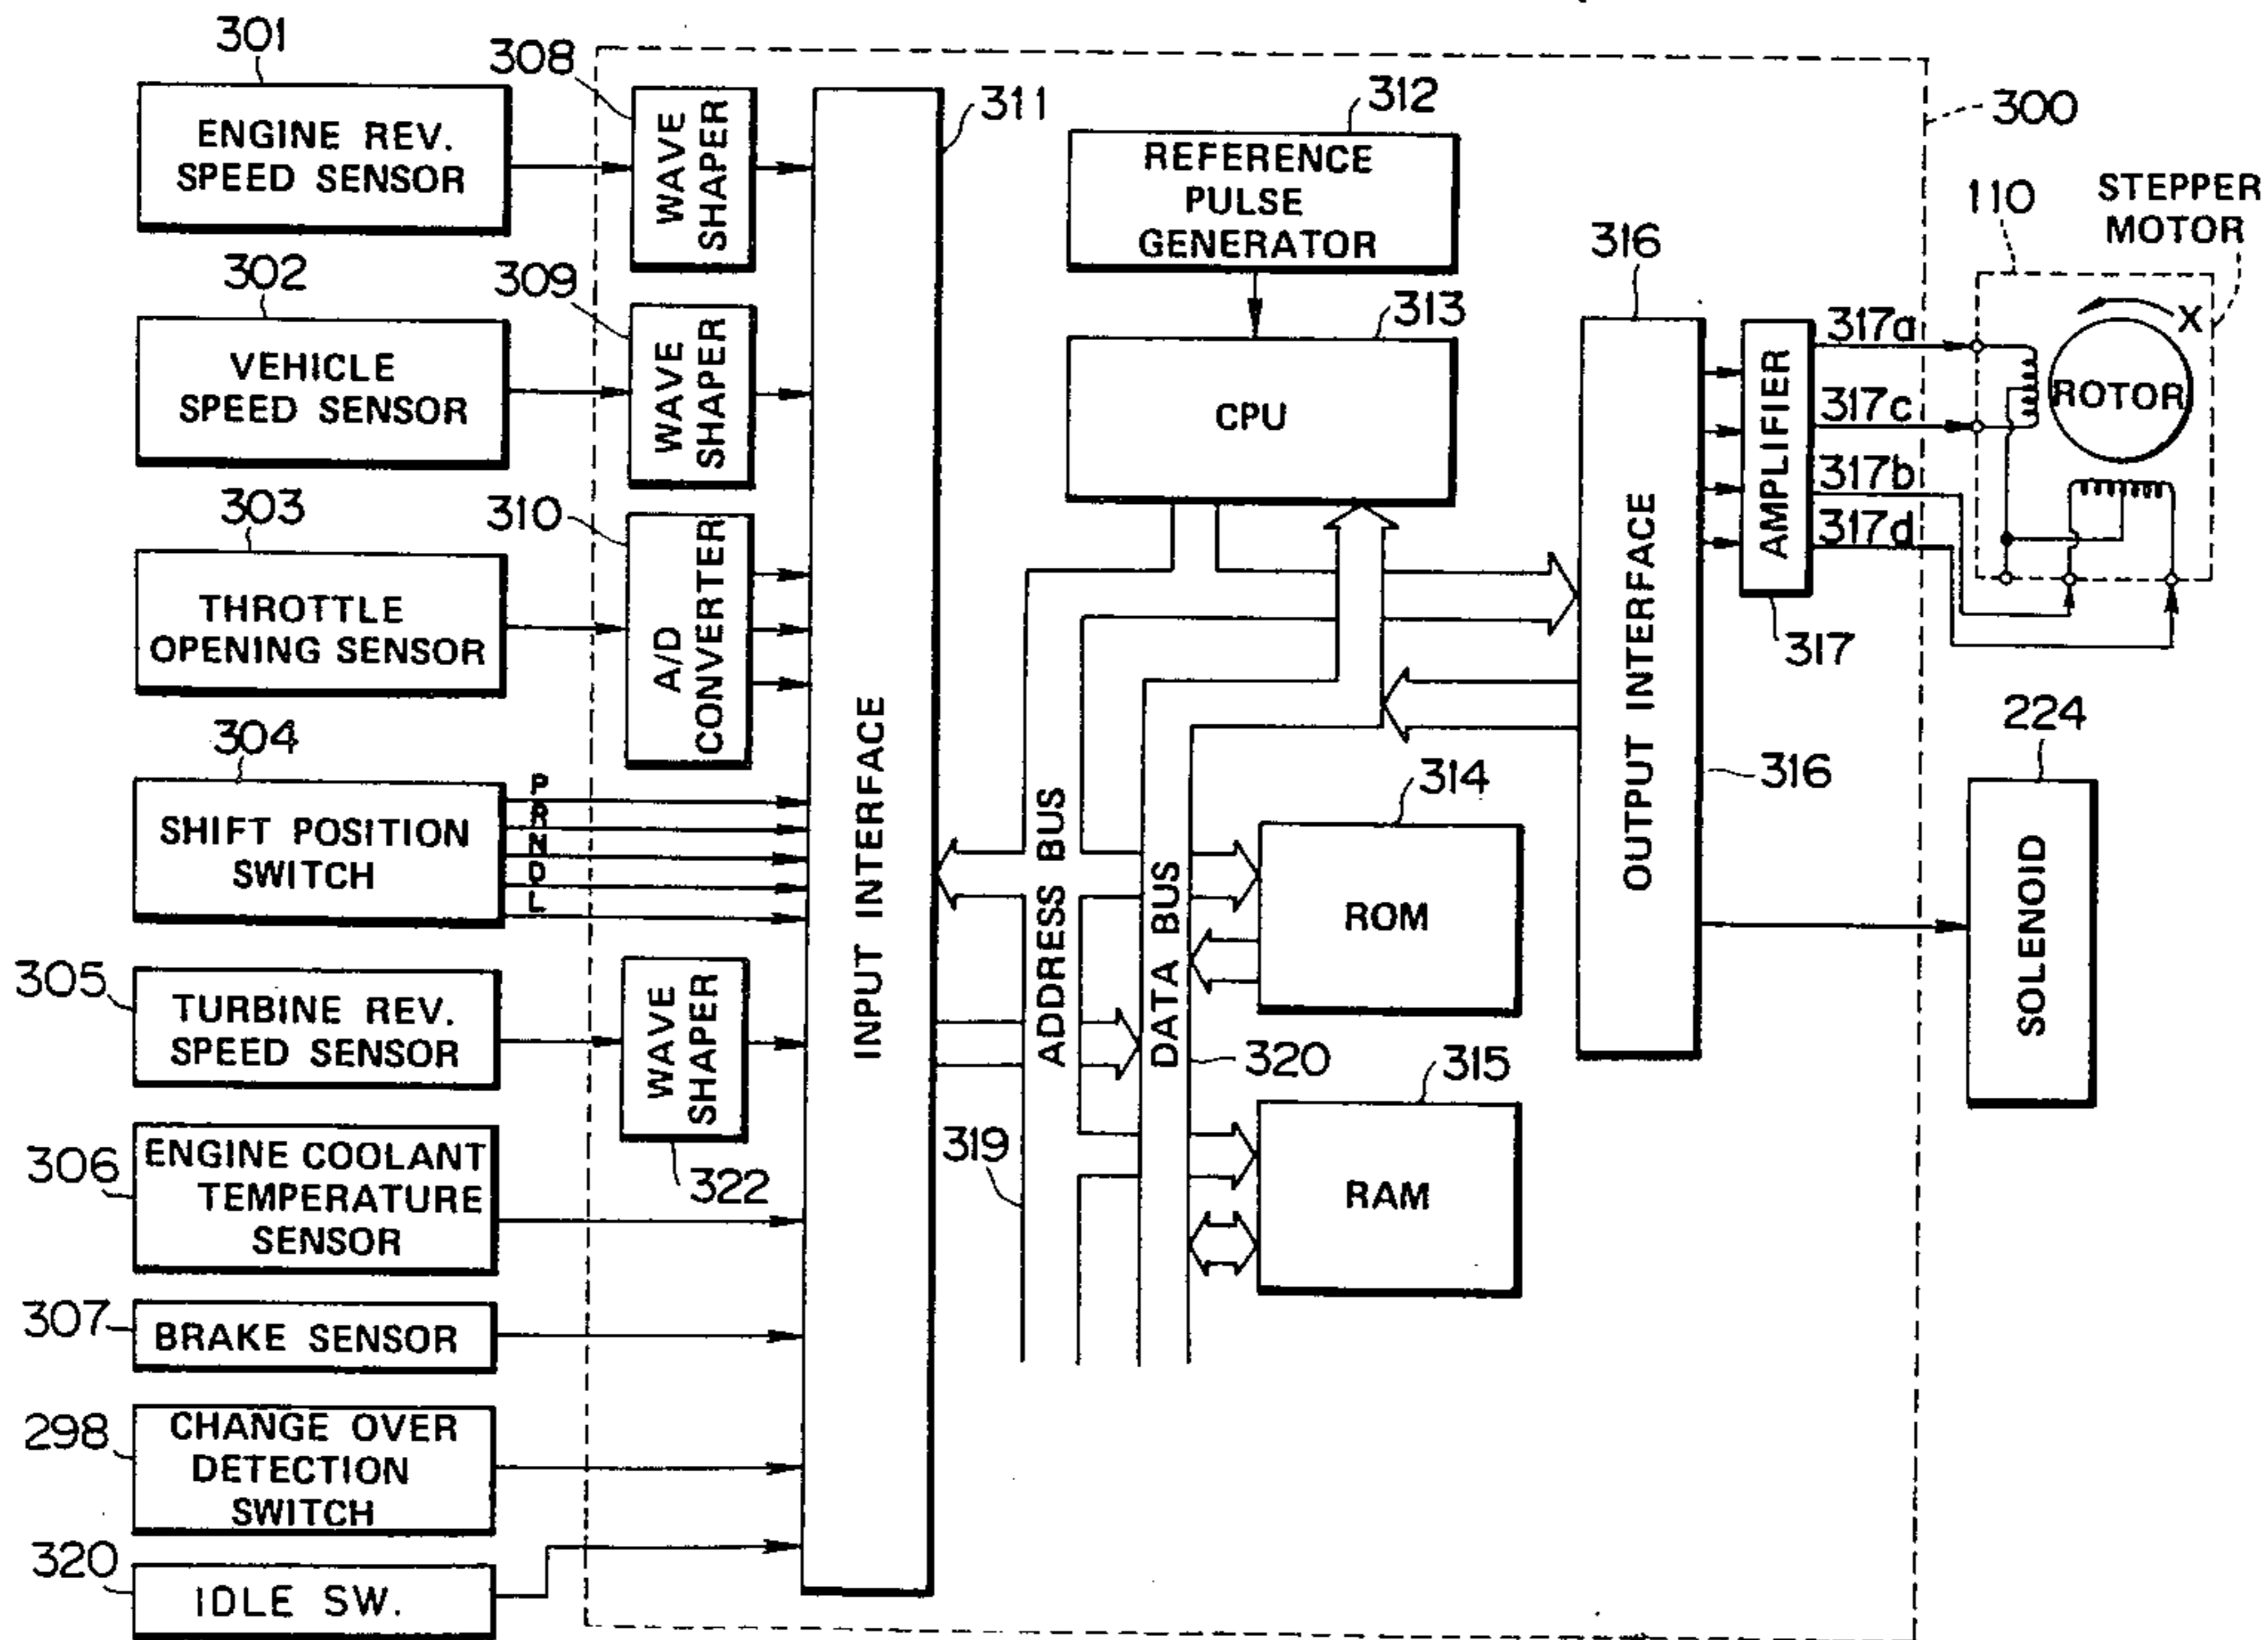 301
ENGINE REV.
SPEED SENSOR
302
VEHICLE
SPEED SENSOR
303
THROTTLE
OPENING SENSOR
304
SHIFT POSITION
SWITCH
P
R
N
D
L
305
TURBINE REV.
SPEED SENSOR
306
ENGINE COOLANT
TEMPERATURE
SENSOR
307
BRAKE SENSOR
298
CHANGE OVER
DETECTION
SWITCH
320
IDLE SW.
308
WAVE
SHAPER
309
WAVE
SHAPER
310
A/D
CONVERTER
WAVE
SHAPER
322
311
INPUT INTERFACE
312
REFERENCE
PULSE
GENERATOR
313
CPU
ADDRESS BUS
319
DATA BUS
320
314
ROM
315
RAM
316
OUTPUT INTERFACE
316
AMPLIFIER
317
317a
317c
317b
317d
300
110
STEPPER
MOTOR
X
ROTOR
224
SOLENOID